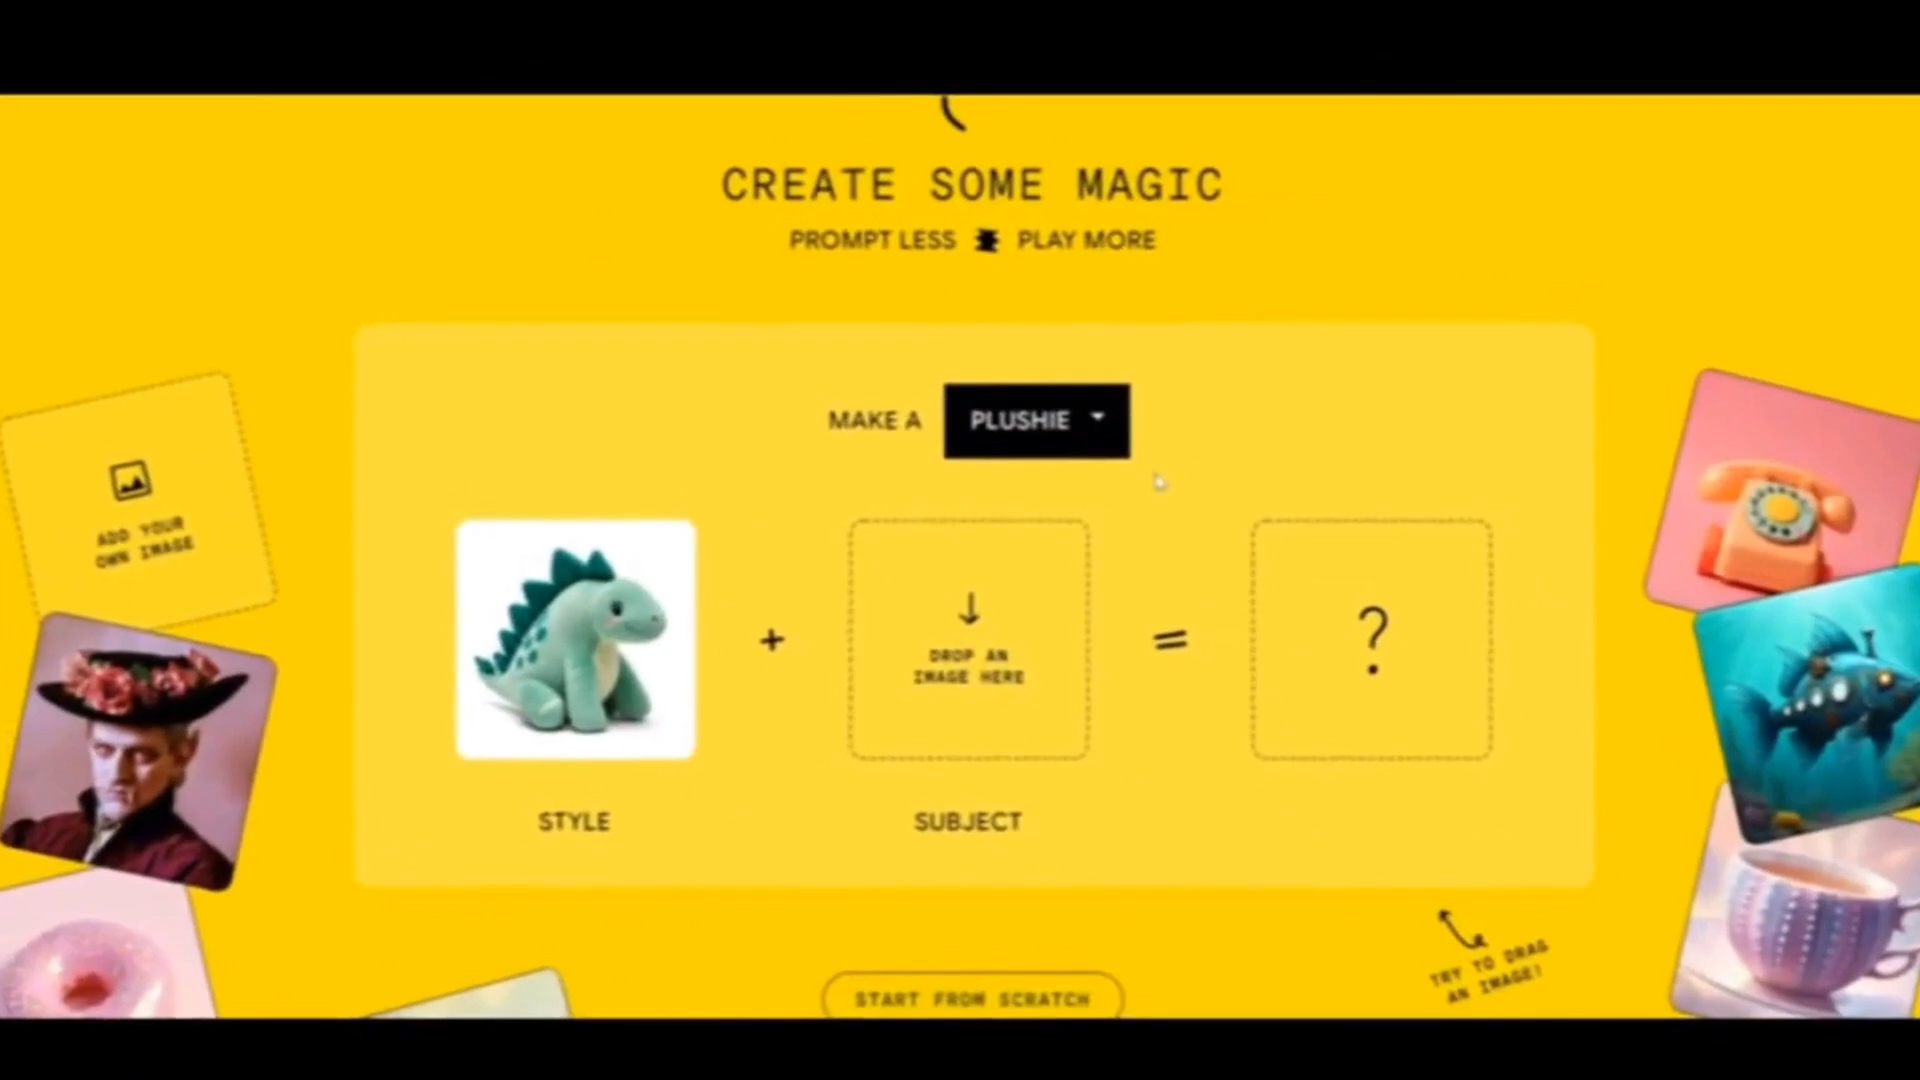 CREATE SOME MAGIC
PROMPT LESS PLAY MORE
MAKE A PLUSHIE
ADD YOUR
OWN IMAGE
+
DROP AN
IMAGE HERE
=
?
STYLE
SUBJECT
TRY TO DRAG
AN IMAGE!
START FROM SCRATCH